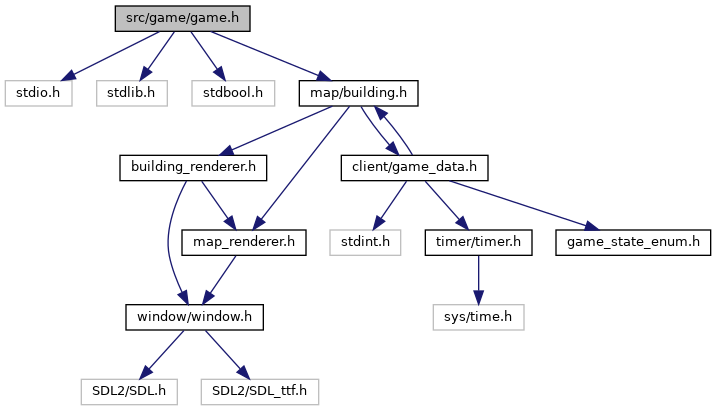 src/game/game.h
stdio.h
stdlib.h
stdbool.h
map/building.h
building_renderer.h
client/game_data.h
map_renderer.h
stdint.h
timer/timer.h
game_state_enum.h
window/window.h
sys/time.h
SDL2/SDL.h
SDL2/SDL_ttf.h